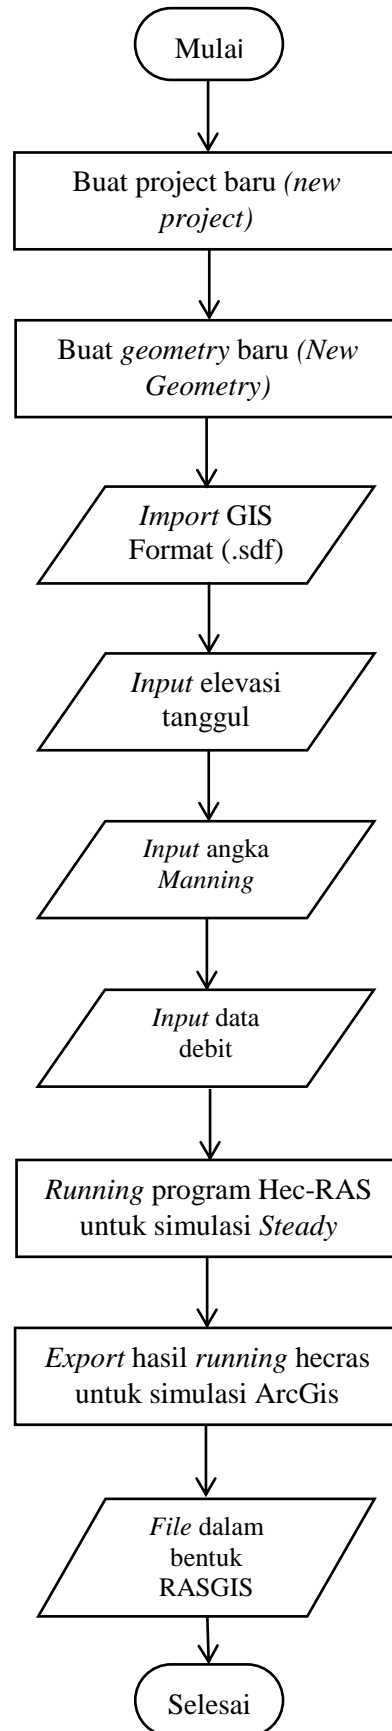 Mulai
Buat project baru (new
project)
Buat geometry baru (New
Geometry)
Import GIS
Format (.sdf)
Input elevasi
tanggul
Input angka
Manning
Input data
debit
Running program Hec-RAS
untuk simulasi Steady
Export hasil running hecras
untuk simulasi ArcGis
File dalam
bentuk
RASGIS
Selesai